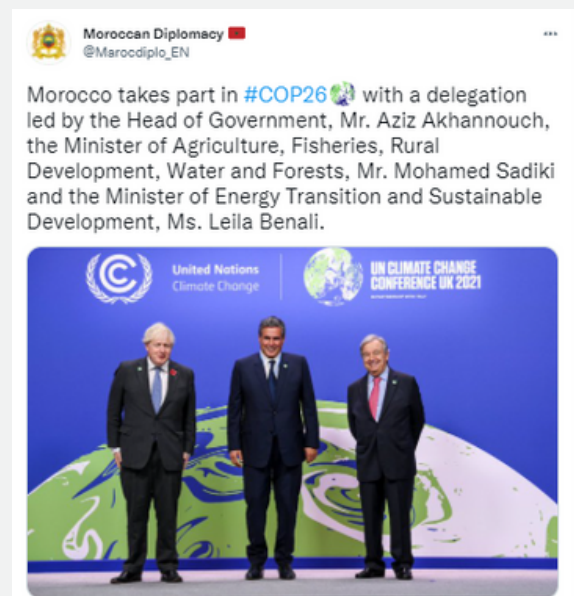 Moroccan Diplomacy
@Marocdiplo_EN
Morocco takes part in #COP26 with a delegation
led by the Head of Government, Mr. Aziz Akhannouch,
the Minister of Agriculture, Fisheries, Rural
Development, Water and Forests, Mr. Mohamed Sadiki
and the Minister of Energy Transition and Sustainable
Development, Ms. Leila Benali.
United Nations
Climate Change
UN CLIMATE CHANGE
CONFERENCE UK 2021